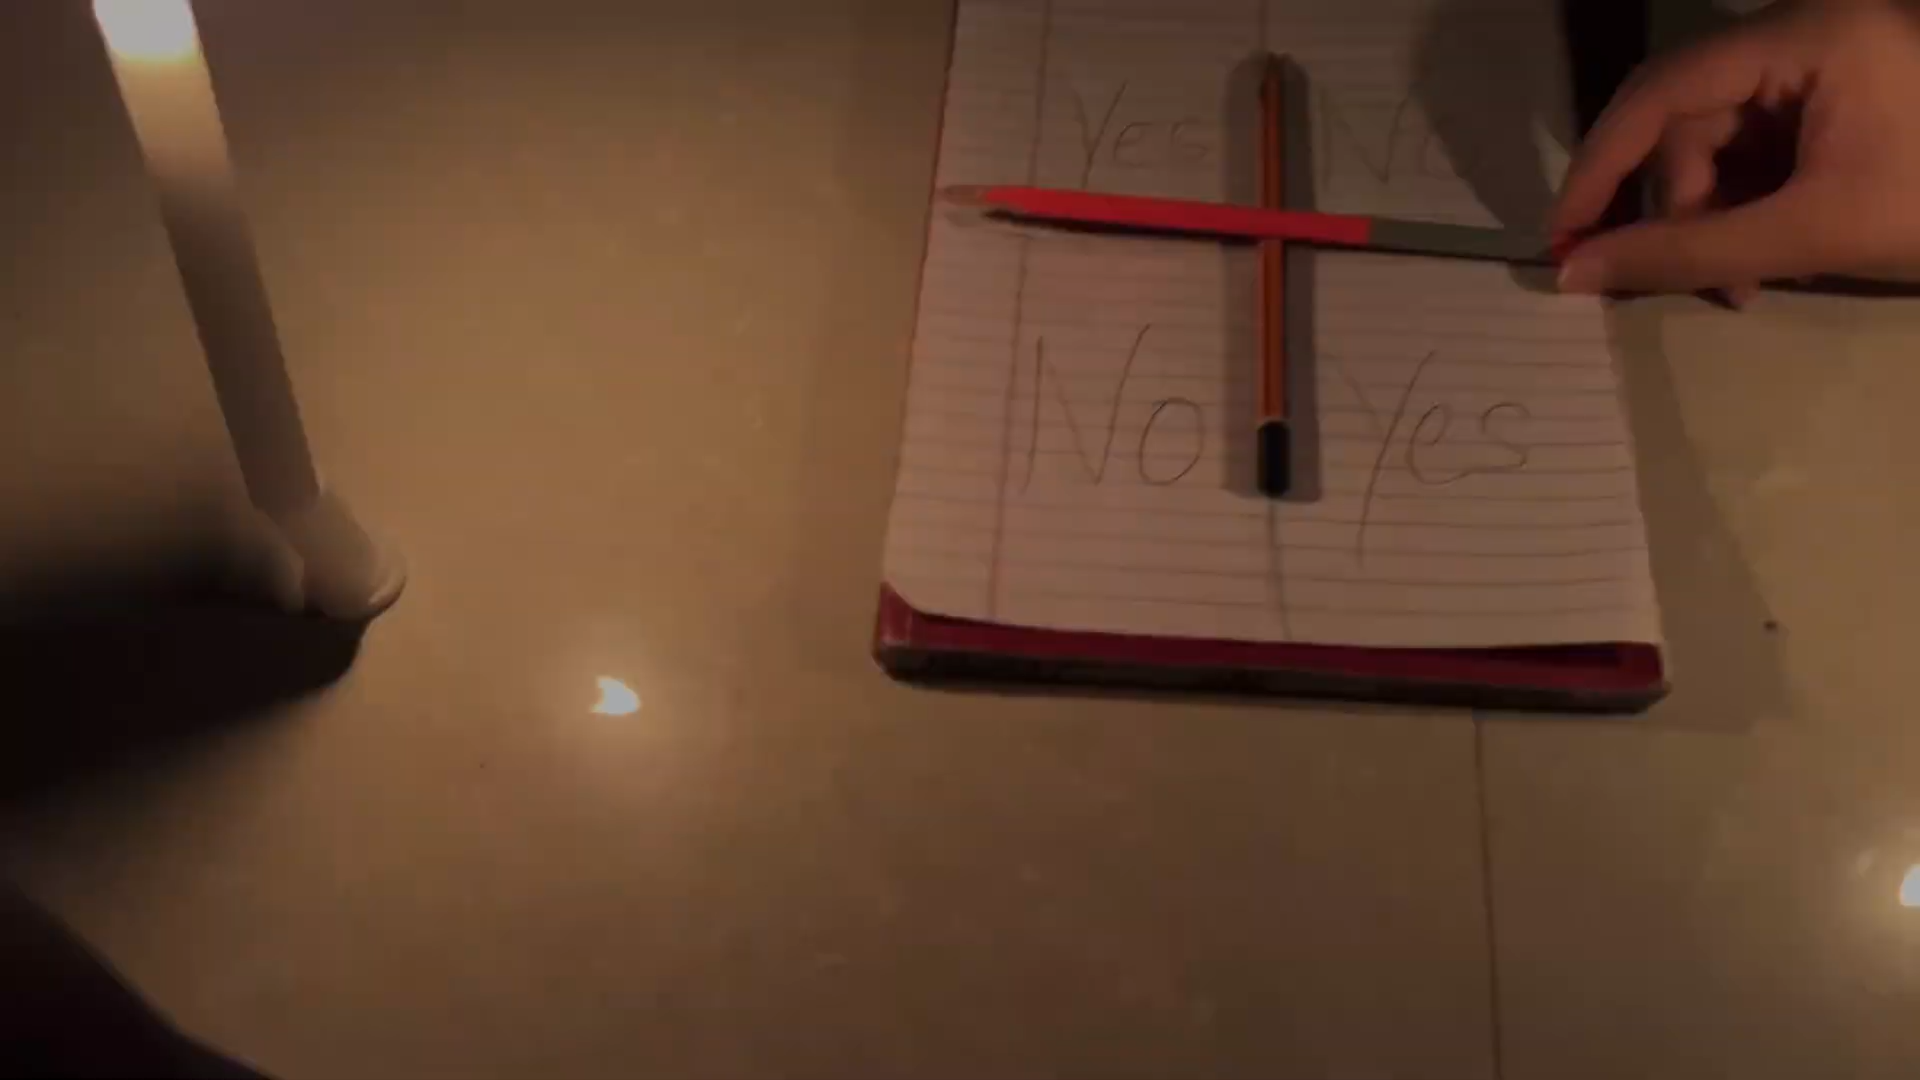 Yes No
No Yes